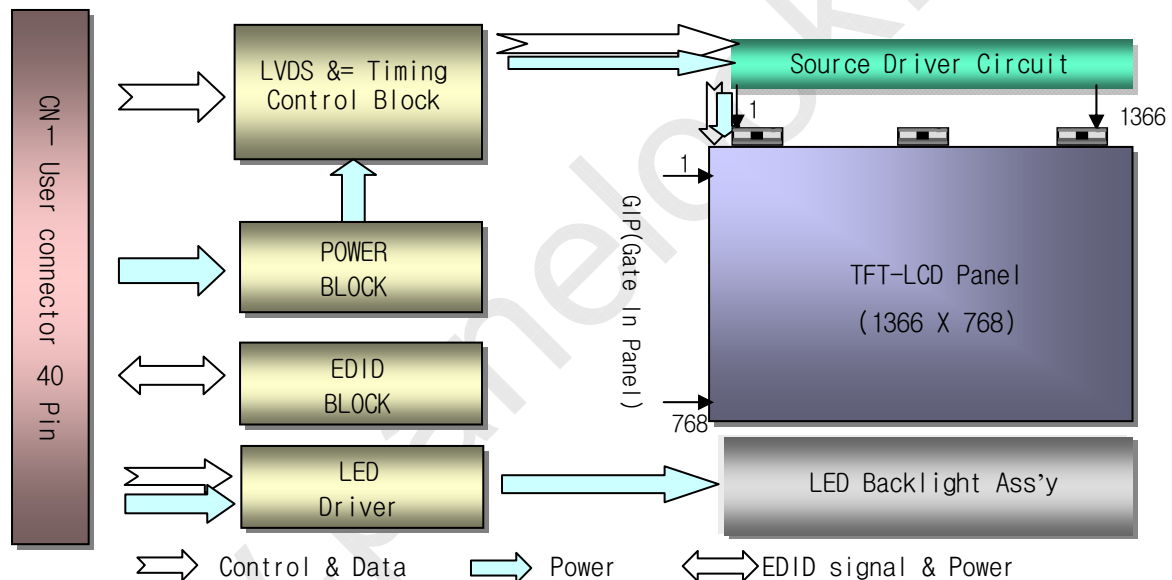 CN-1 User connector 40 Pin
LVDS &= Timing
Control Block
POWER
BLOCK
EDID
BLOCK
LED
Driver
Source Driver Circuit
1
1366
1
GIP(Gate In Panel)
768
TFT-LCD Panel
(1366 X 768)
LED Backlight Ass’y
Control & Data
Power
EDID signal & Power